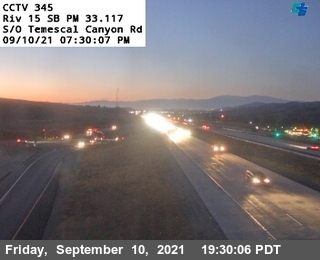 CCTV 345
Riv 15 SB PM 33.117
S/O Temescal Canyon Rd
09/10/21 07:30:07 PM
Friday, September 10, 2021 19:30:06 PDT